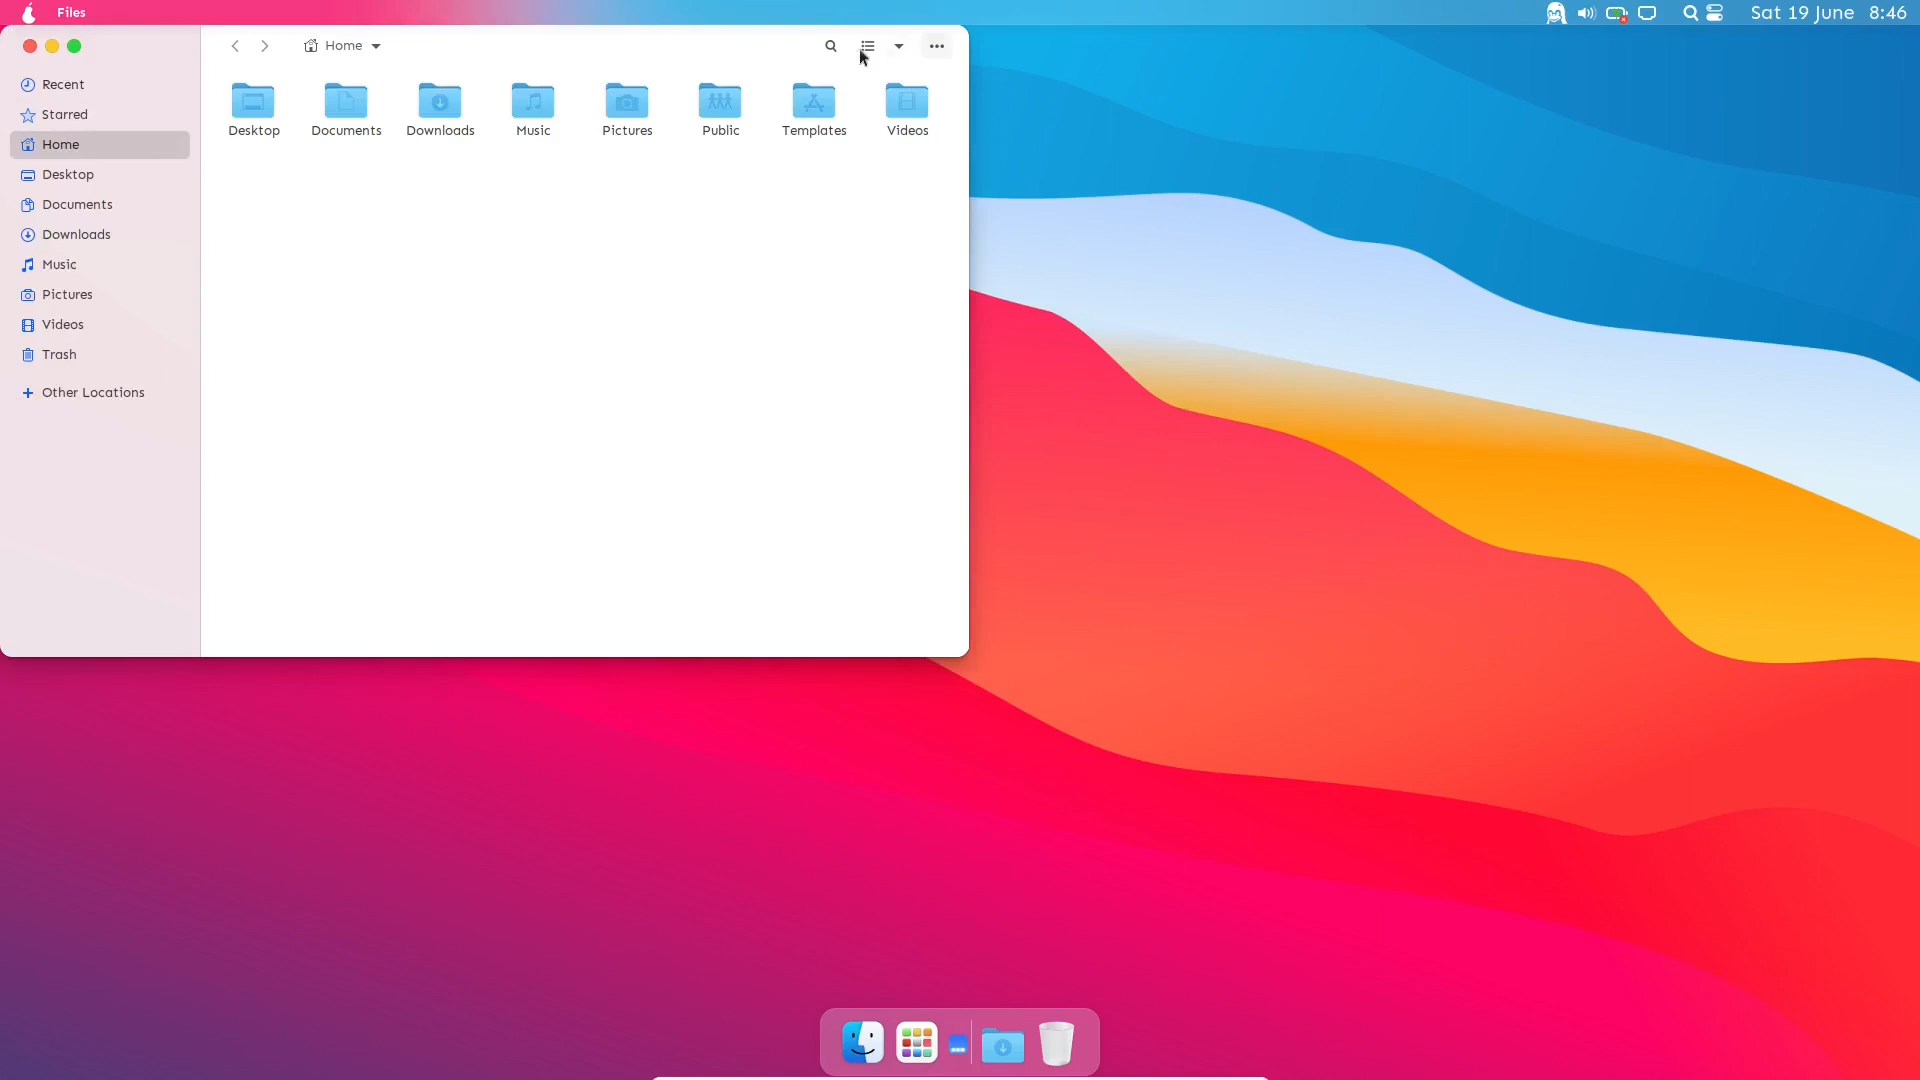 Files
Sat 19 June 8:46
Home
Recent
Starred
Home
Desktop
Documents
Downloads
Music
Pictures
Videos
Trash
Other Locations
Desktop Documents Downloads Music Pictures Public Templates Videos